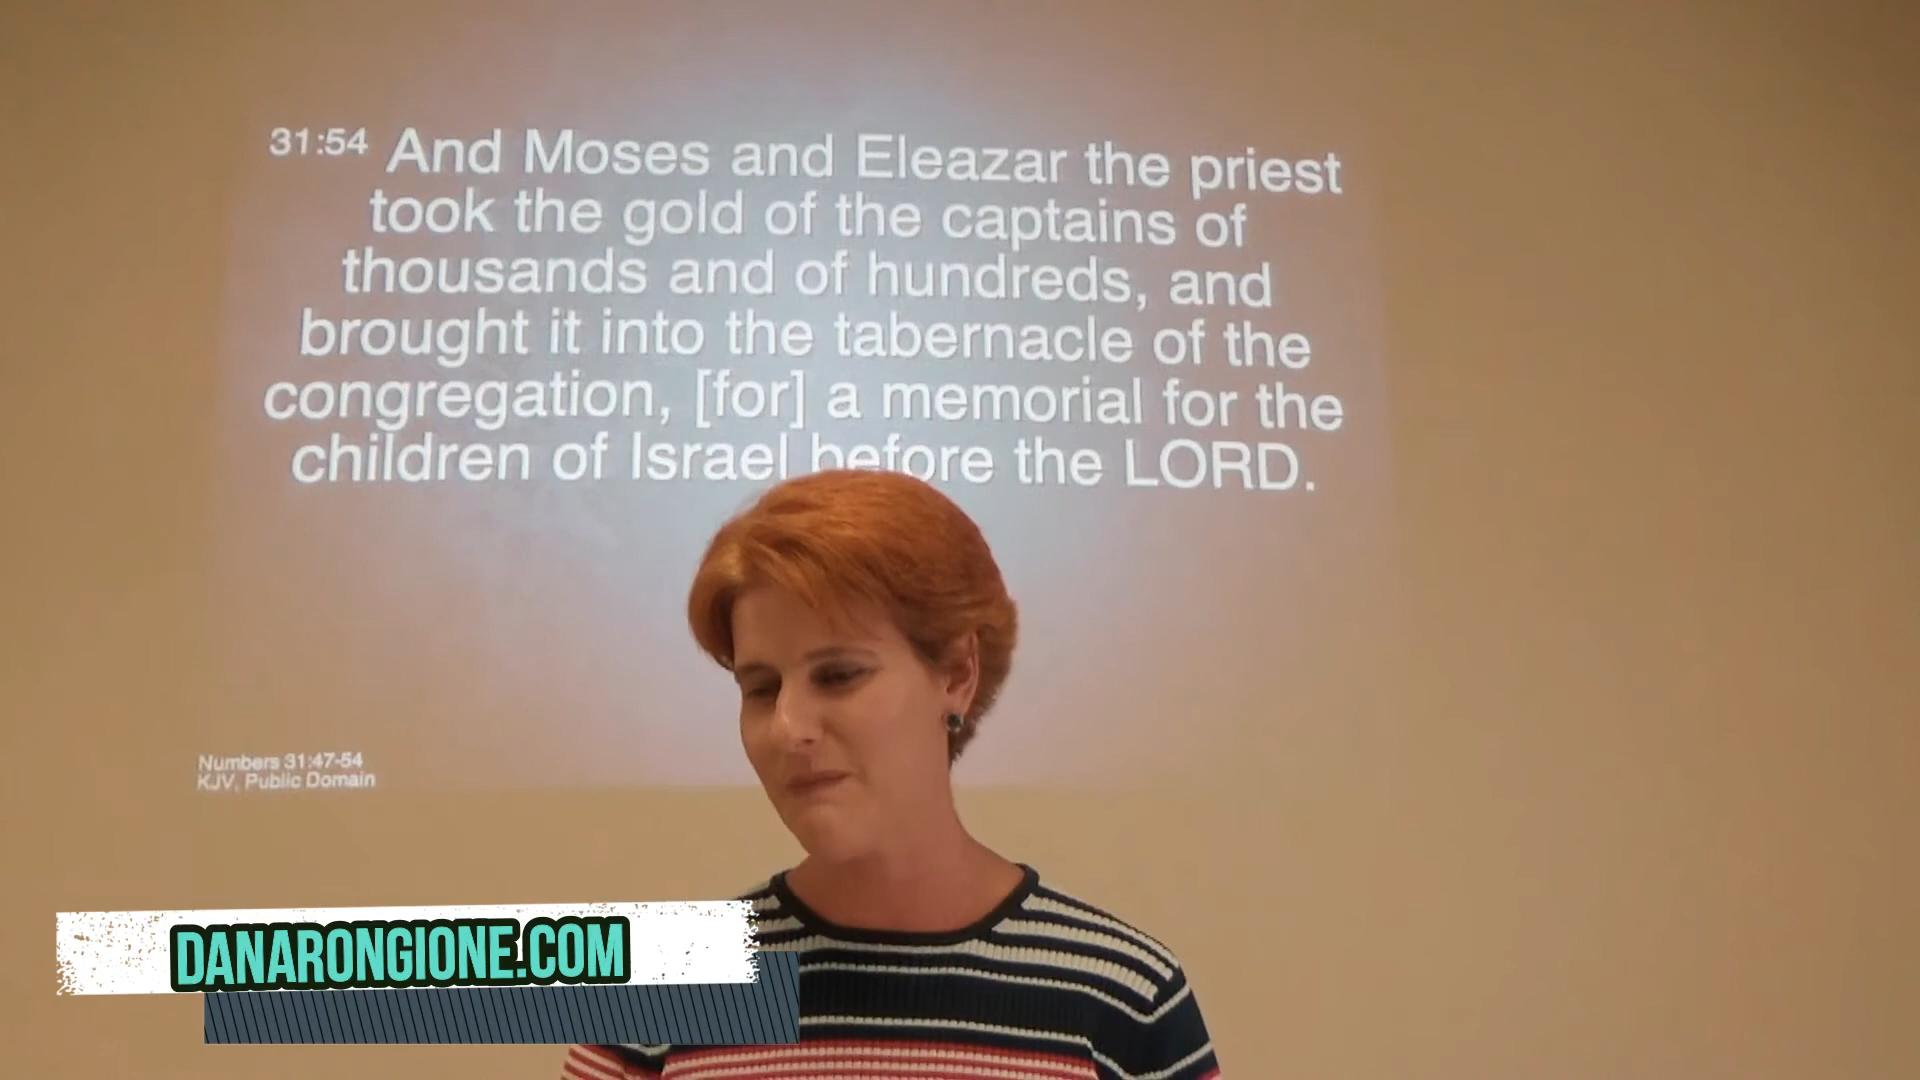 31:54 And Moses and Eleazar the priest
took the gold of the captains of
thousands and of hundreds, and
brought it into the tabernacle of the
congregation, [for] a memorial for the
children of Israel before the LORD.
Numbers 31:47-54
KJV, Public Domain
DANARONGIONE.COM